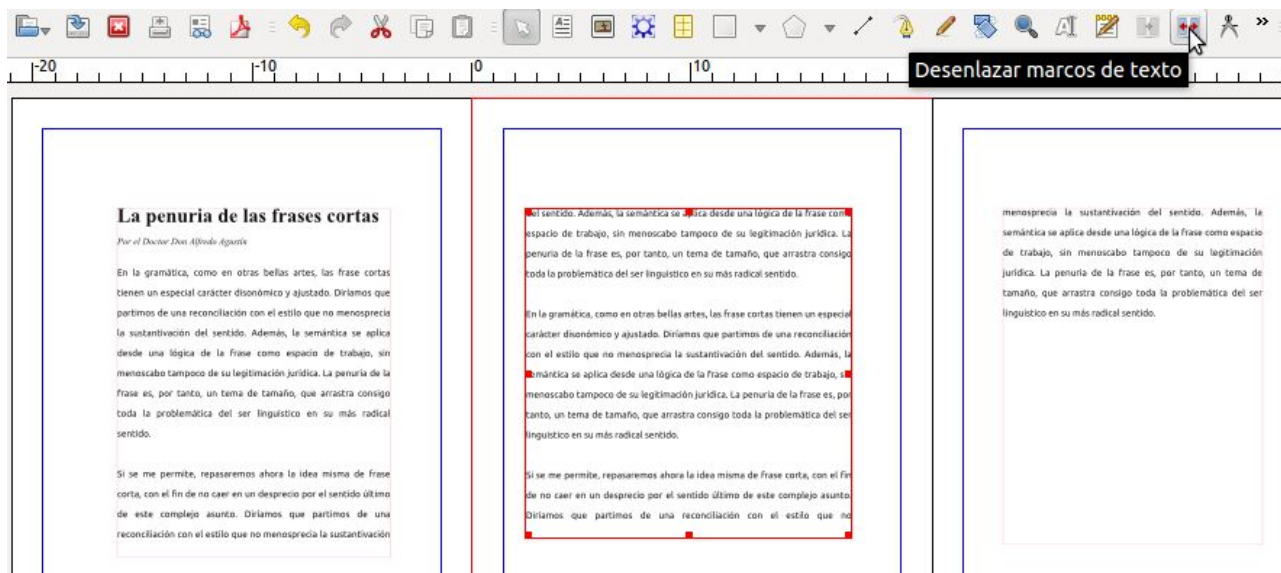 -20
-10
0
10
Desenlazar marcos de texto
La penuria de las frases cortas
Por el Doctor Don Alfredo Agustín
En la gramática, como en otras bellas artes, las frase cortas
tienen un especial carácter disonómico y ajustado. Diríamos que
partimos de una reconciliación con el estilo que no menosprecia
la sustantivación del sentido. Además, la semántica se aplica
desde una lógica de la frase como espacio de trabajo, sin
menoscabo tampoco de su legitimación jurídica. La penuria de la
frase es, por tanto, un tema de tamaño, que arrastra consigo
toda la problemática del ser linguistico en su más radical
sentido.
Si se me permite, repasaremos ahora la idea misma de frase
corta, con el fin de no caer en un desprecio por el sentido último
de este complejo asunto. Diríamos que partimos de una
reconciliación con el estilo que no menosprecia la sustantivación
del sentido. Además, la semántica se aplica desde una lógica de la frase como
espacio de trabajo, sin menoscabo tampoco de su legitimación jurídica. La
penuria de la frase es, por tanto, un tema de tamaño, que arrastra consigo
toda la problemática del ser linguistico en su más radical sentido.
En la gramática, como en otras bellas artes, las frase cortas tienen un especial
carácter disonómico y ajustado. Diríamos que partimos de una reconciliación
con el estilo que no menosprecia la sustantivación del sentido. Además, la
semántica se aplica desde una lógica de la frase como espacio de trabajo, sin
menoscabo tampoco de su legitimación jurídica. La penuria de la frase es, por
tanto, un tema de tamaño, que arrastra consigo toda la problemática del ser
linguistico en su más radical sentido.
Si se me permite, repasaremos ahora la idea misma de frase corta, con el fin
de no caer en un desprecio por el sentido último de este complejo asunto.
Diríamos que partimos de una reconciliación con el estilo que no
menosprecia la sustantivación del sentido. Además, la
semántica se aplica desde una lógica de la frase como espacio
de trabajo, sin menoscabo tampoco de su legitimación
jurídica. La penuria de la frase es, por tanto, un tema de
tamaño, que arrastra consigo toda la problemática del ser
linguistico en su más radical sentido.